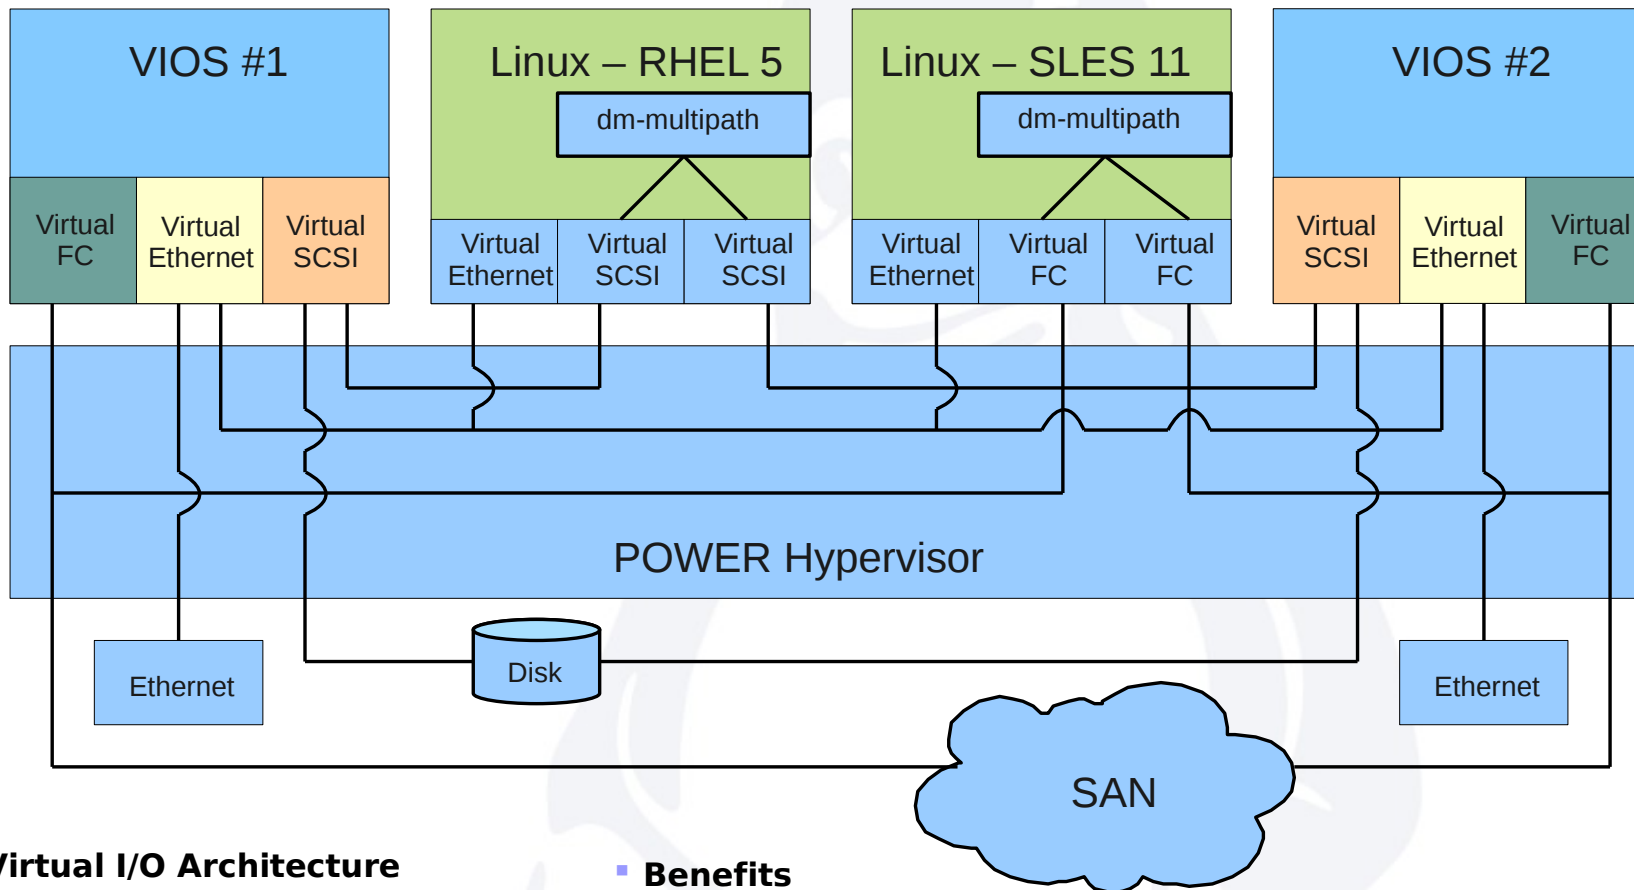 VIOS #1
Linux – RHEL 5
Linux – SLES 11
VIOS #2
dm-multipath
dm-multipath
Virtual
FC
Virtual
Ethernet
Virtual
SCSI
Virtual
Ethernet
Virtual
SCSI
Virtual
SCSI
Virtual
Ethernet
Virtual
FC
Virtual
FC
Virtual
SCSI
Virtual
Ethernet
Virtual
FC
POWER Hypervisor
Ethernet
Disk
Ethernet
SAN
Virtual I/O Architecture
Benefits